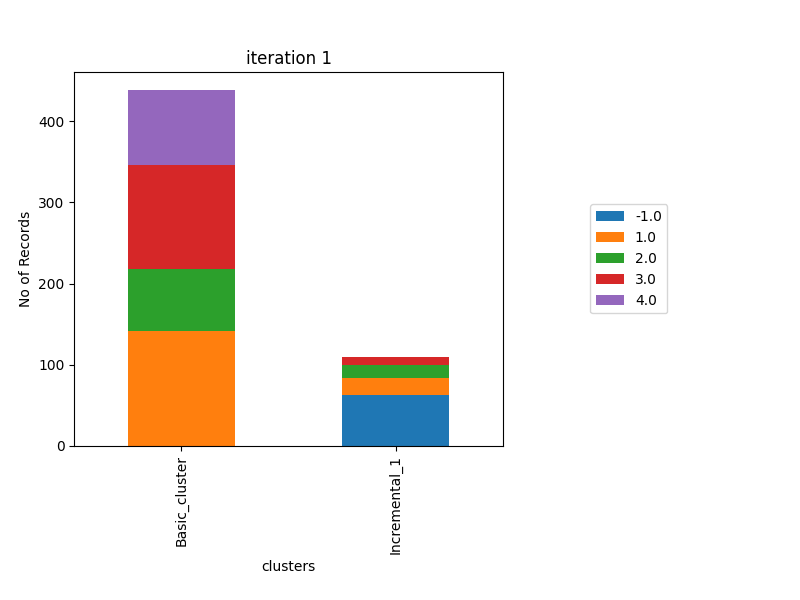 iteration 1
No of Records
400
300
200
100
0
Basic_cluster
Incremental_1
clusters
-1.0
1.0
2.0
3.0
4.0